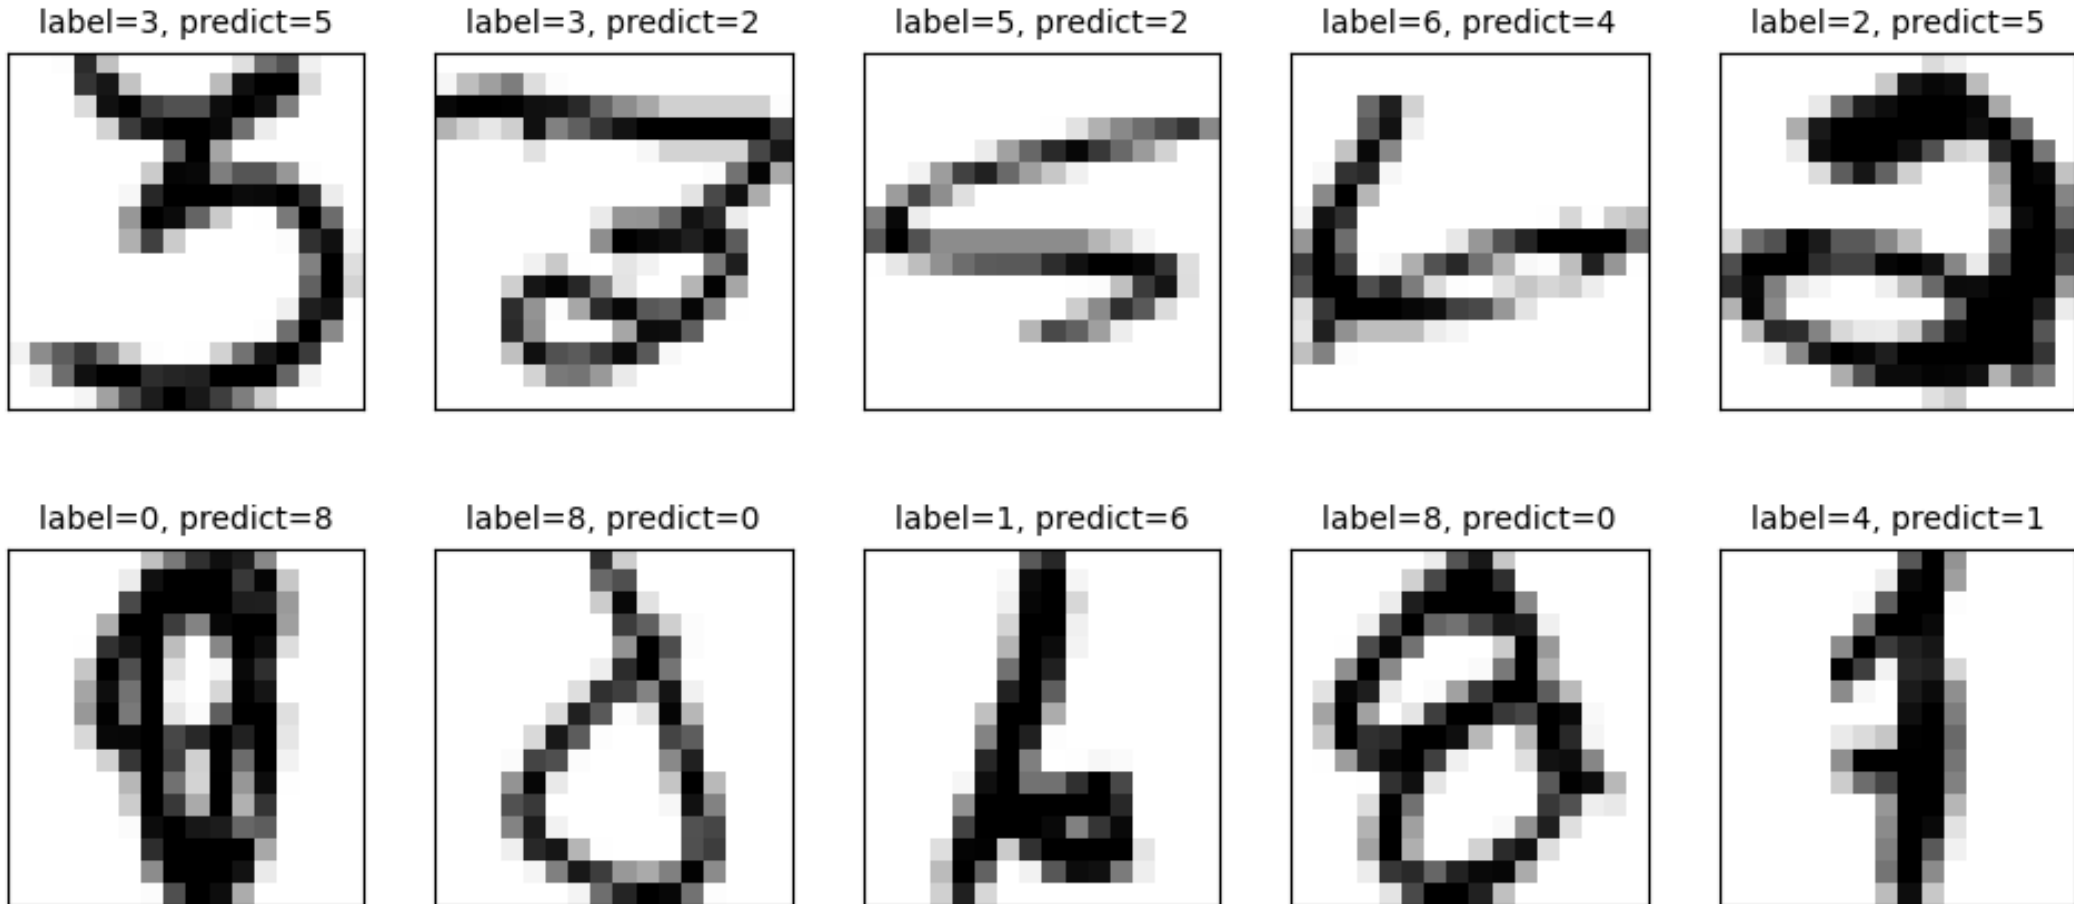 label=3, predict=5
label=3, predict=2
label=5, predict=2
label=6, predict=4
label=2, predict=5
label=0, predict=8
label=8, predict=0
label=1, predict=6
label=8, predict=0
label=4, predict=1